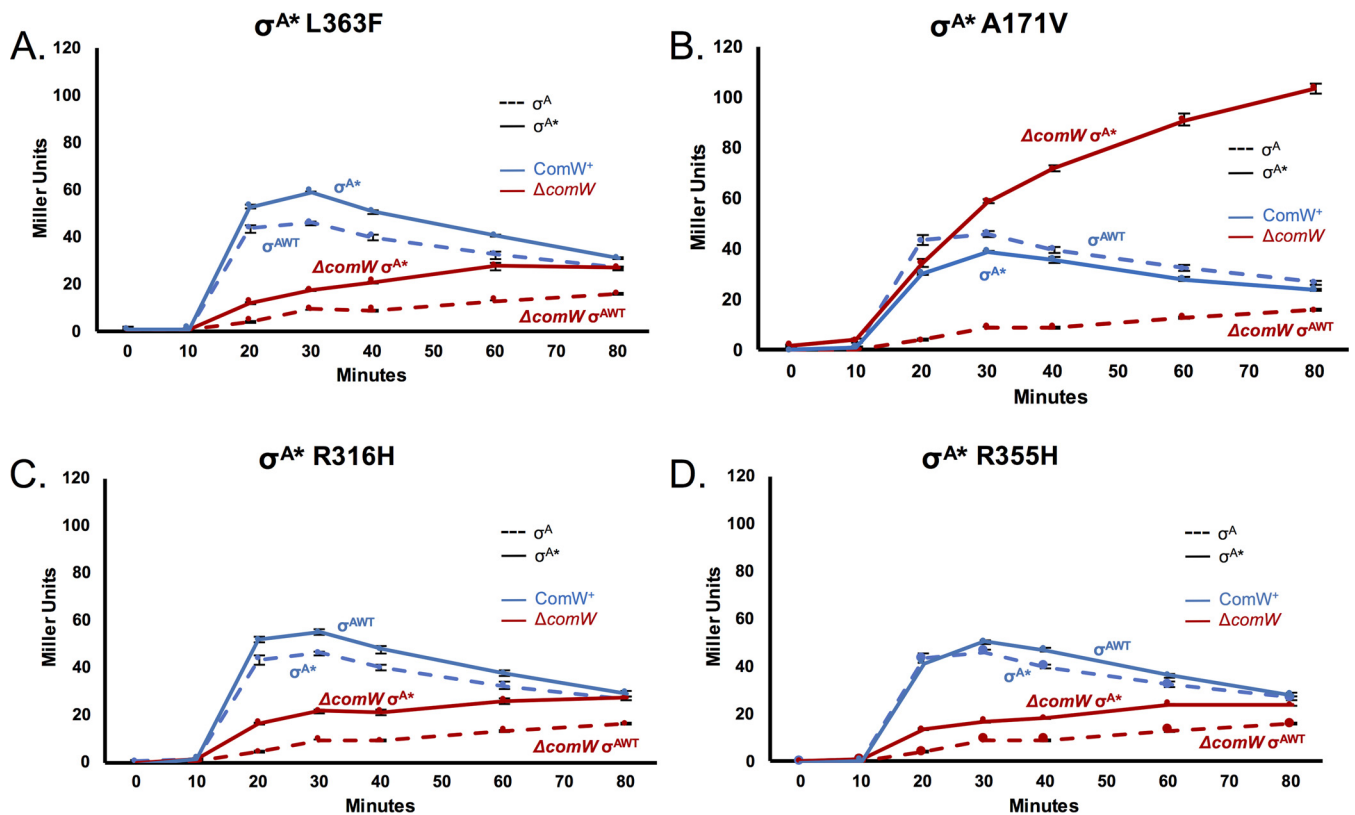 A.
σA* L363F
120
100
80
60
40
20
0
Miller Units
0 10 20 30 40 50 60 70 80
Minutes
σA
σA*
ComW+
ΔcomW
σA*
σAWT
ΔcomW σA*
ΔcomW σAWT
B.
σA* A171V
120
100
80
60
40
20
0
Miller Units
0 10 20 30 40 50 60 70 80
Minutes
ΔcomW σA*
σA
σA*
ComW+
ΔcomW
σAWT
σA*
ΔcomW σAWT
C.
σA* R316H
120
100
80
60
40
20
0
Miller Units
0 10 20 30 40 50 60 70 80
Minutes
σA
σA*
ComW+
ΔcomW
σAWT
σA*
ΔcomW σA*
ΔcomW σAWT
D.
σA* R355H
120
100
80
60
40
20
0
Miller Units
0 10 20 30 40 50 60 70 80
Minutes
σA
σA*
ComW+
ΔcomW
σAWT
σA*
ΔcomW σA*
ΔcomW σAWT